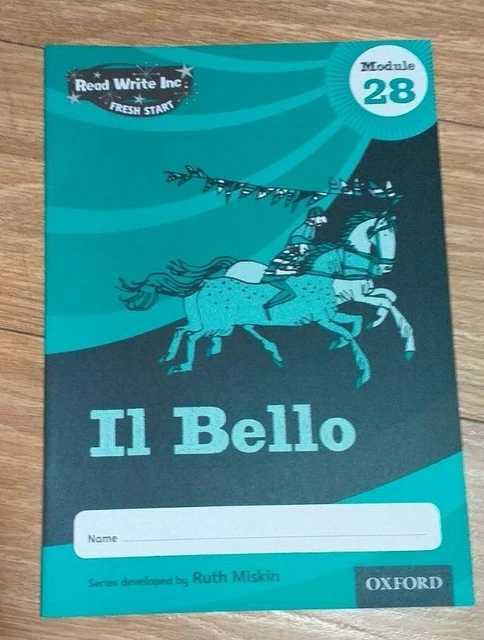 Read Write Inc.
FRESH START
Module
28
Il Bello
Name
Series developed by Ruth Miskin
OXFORD